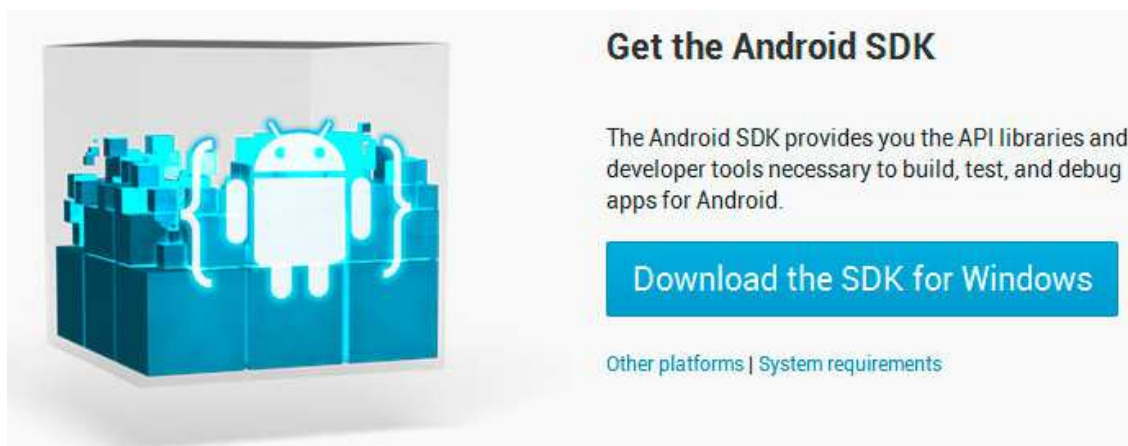 Get the Android SDK
The Android SDK provides you the API libraries and
developer tools necessary to build, test, and debug
apps for Android.
Download the SDK for Windows
Other platforms | System requirements